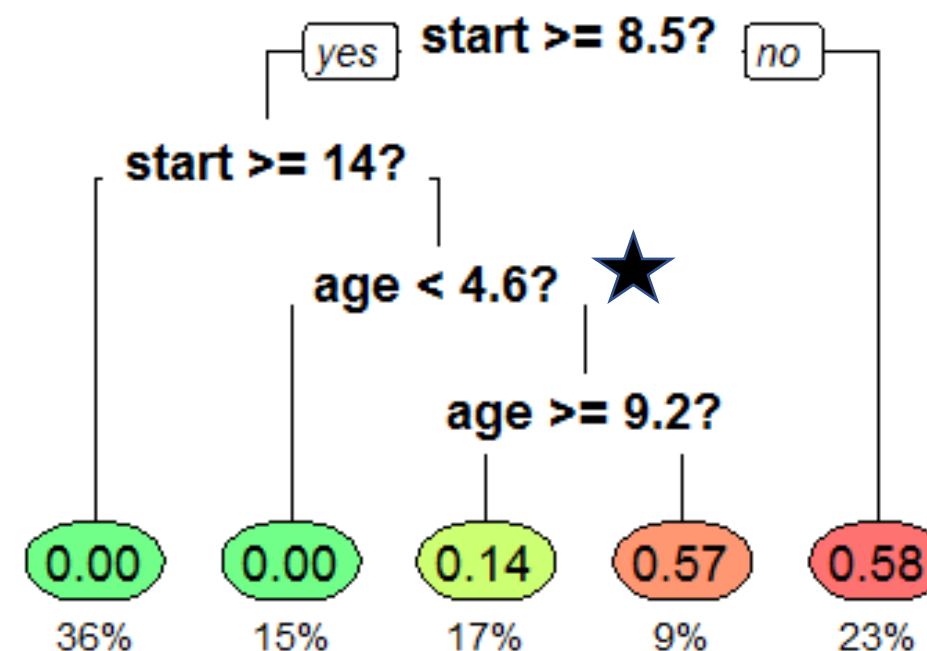 yes start >= 8.5? no
start >= 14?
age < 4.6?
age >= 9.2?
0.00 0.00 0.14 0.57 0.58
36% 15% 17% 9% 23%